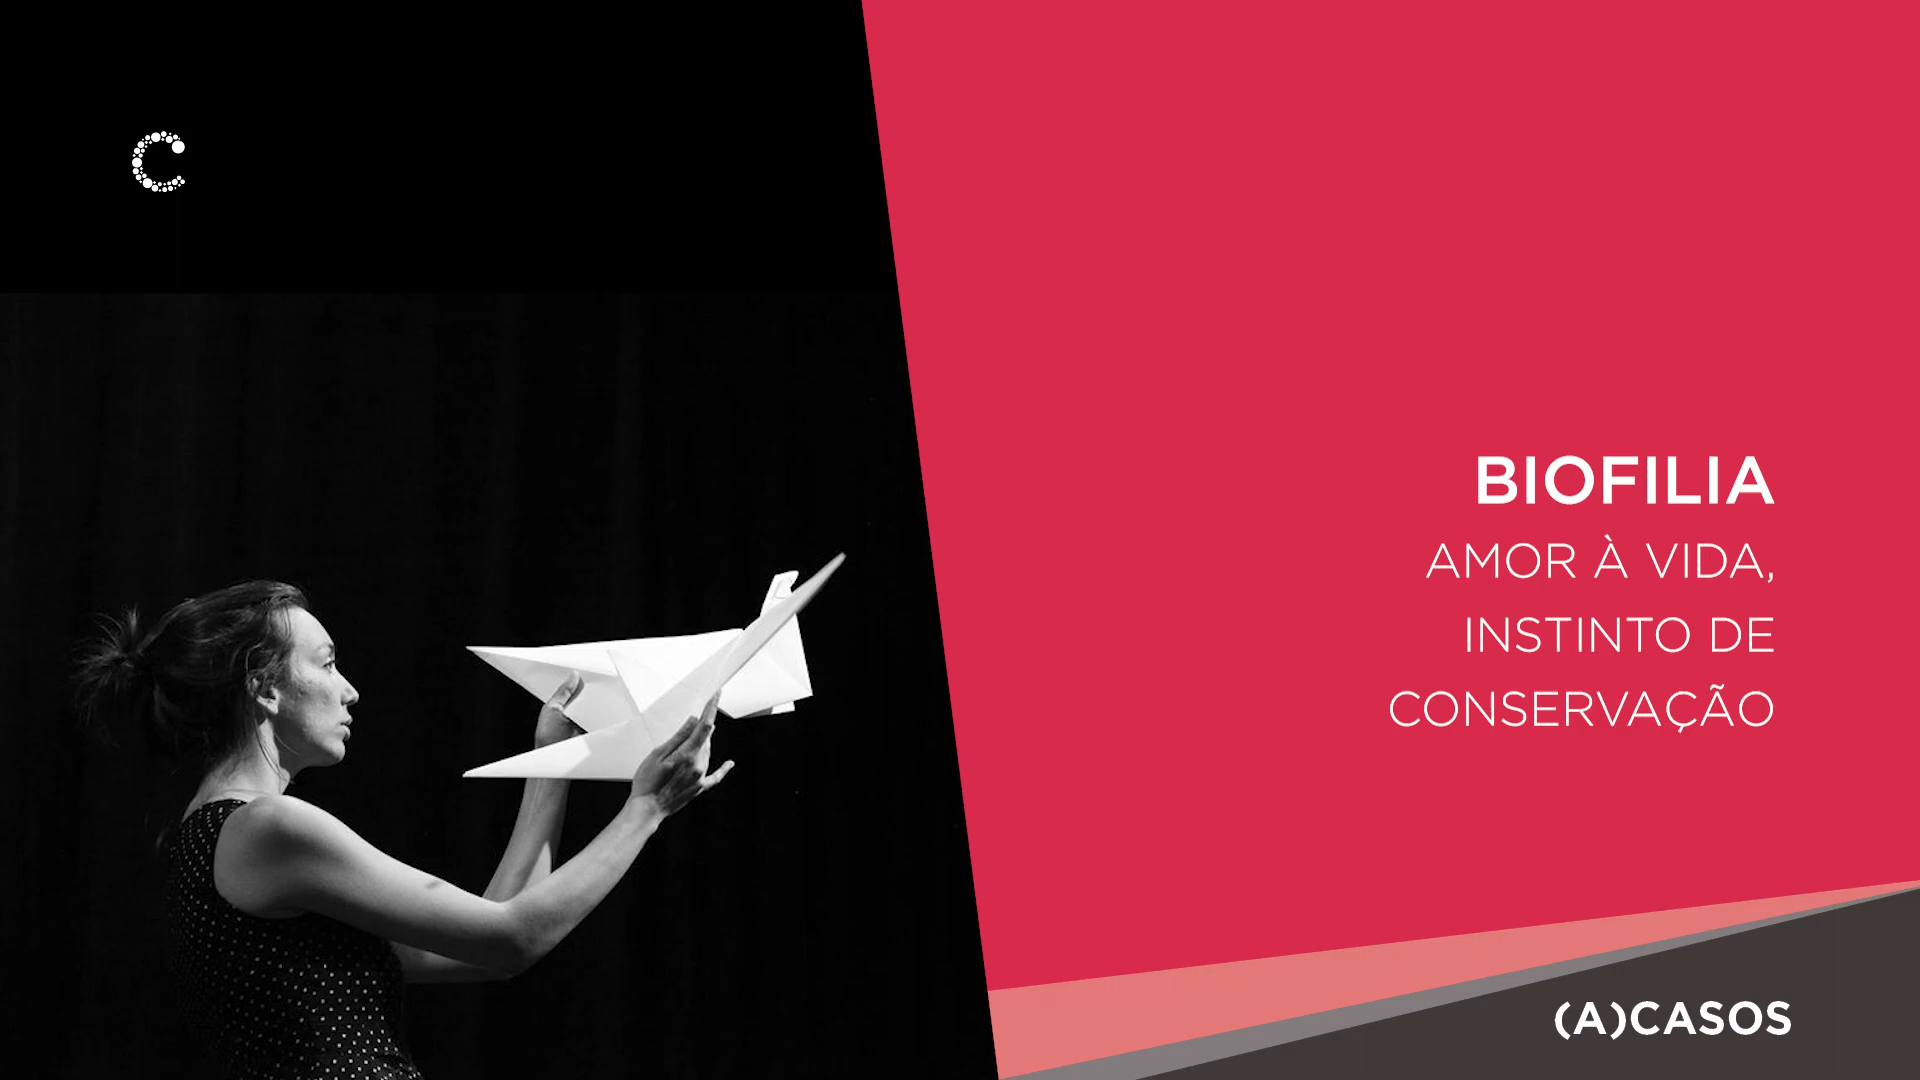 C
BIOFILIA
AMOR À VIDA,
INSTINTO DE
CONSERVAÇÃO
(A)CASOS